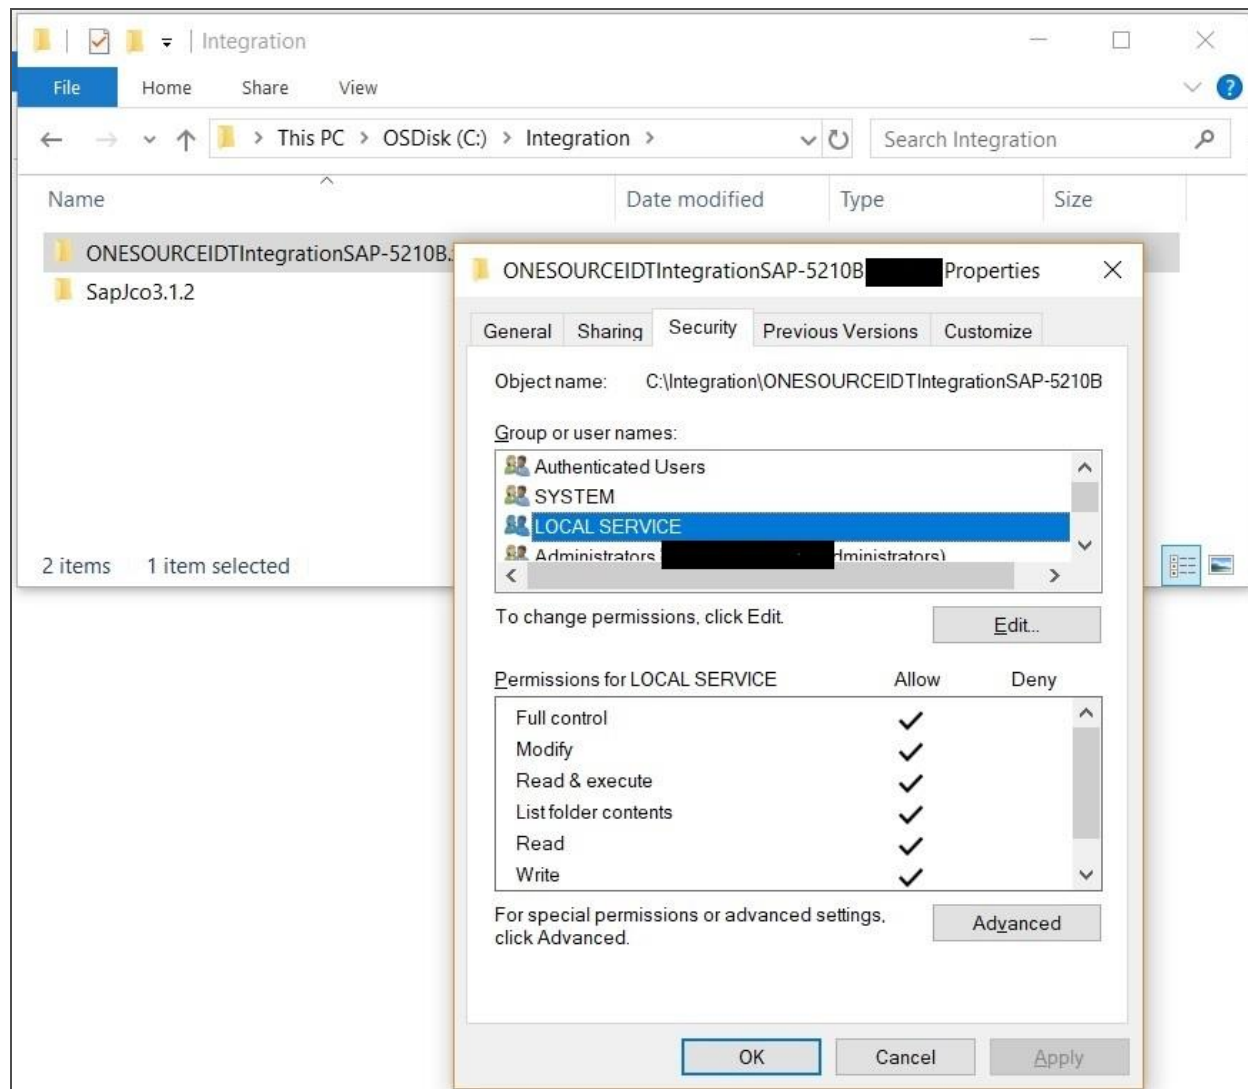 Integration
File Home Share View
This PC > OSDisk (C:) > Integration >
Search Integration
Name Date modified Type Size
ONESOURCEIDTIntegrationSAP-5210B.
SapJco3.1.2
2 items 1 item selected
ONESOURCEIDTIntegrationSAP-5210B Properties
General Sharing Security Previous Versions Customize
Object name: C:\Integration\ONESOURCEIDTIntegrationSAP-5210B
Group or user names:
Authenticated Users
SYSTEM
LOCAL SERVICE
Administrators dministrators)
To change permissions, click Edit.
Edit...
Permissions for LOCAL SERVICE Allow Deny
Full control
Modify
Read & execute
List folder contents
Read
Write
For special permissions or advanced settings,
click Advanced.
Advanced
OK Cancel Apply